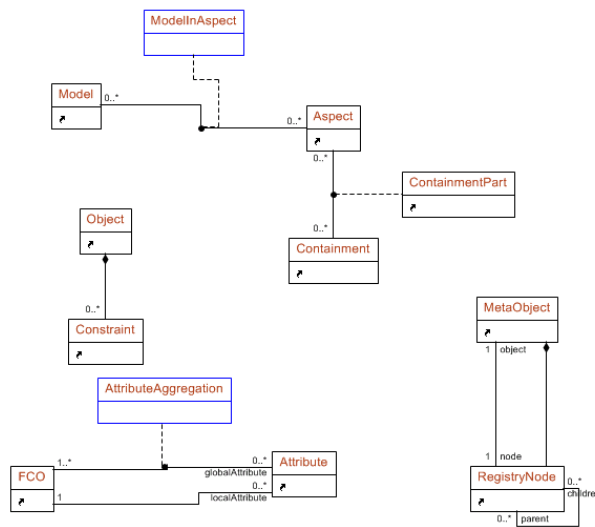 ModelInAspect
Model
0..*
0..*
Aspect
0..*
ContainmentPart
0..*
Containment
Object
0..*
Constraint
MetaObject
1
object
AttributeAggregation
1..*
0..*
globalAttribute
Attribute
FCO
1
0..*
localAttribute
1
node
RegistryNode
0..*
childre
0..*
parent